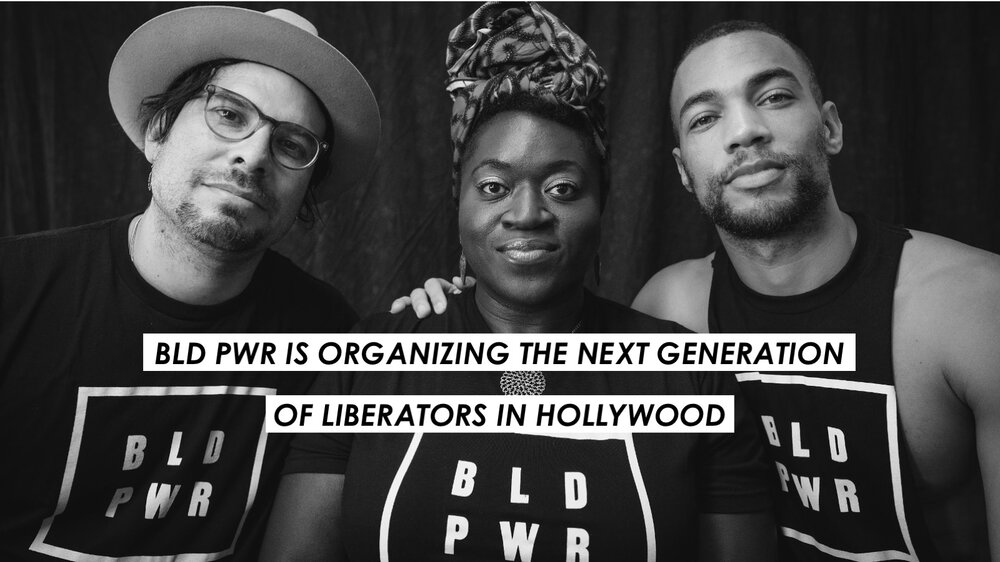 BLD PWR IS ORGANIZING THE NEXT GENERATION
OF LIBERATORS IN HOLLYWOOD
BLD
PWR
BLD
PWR
BLD
PWR